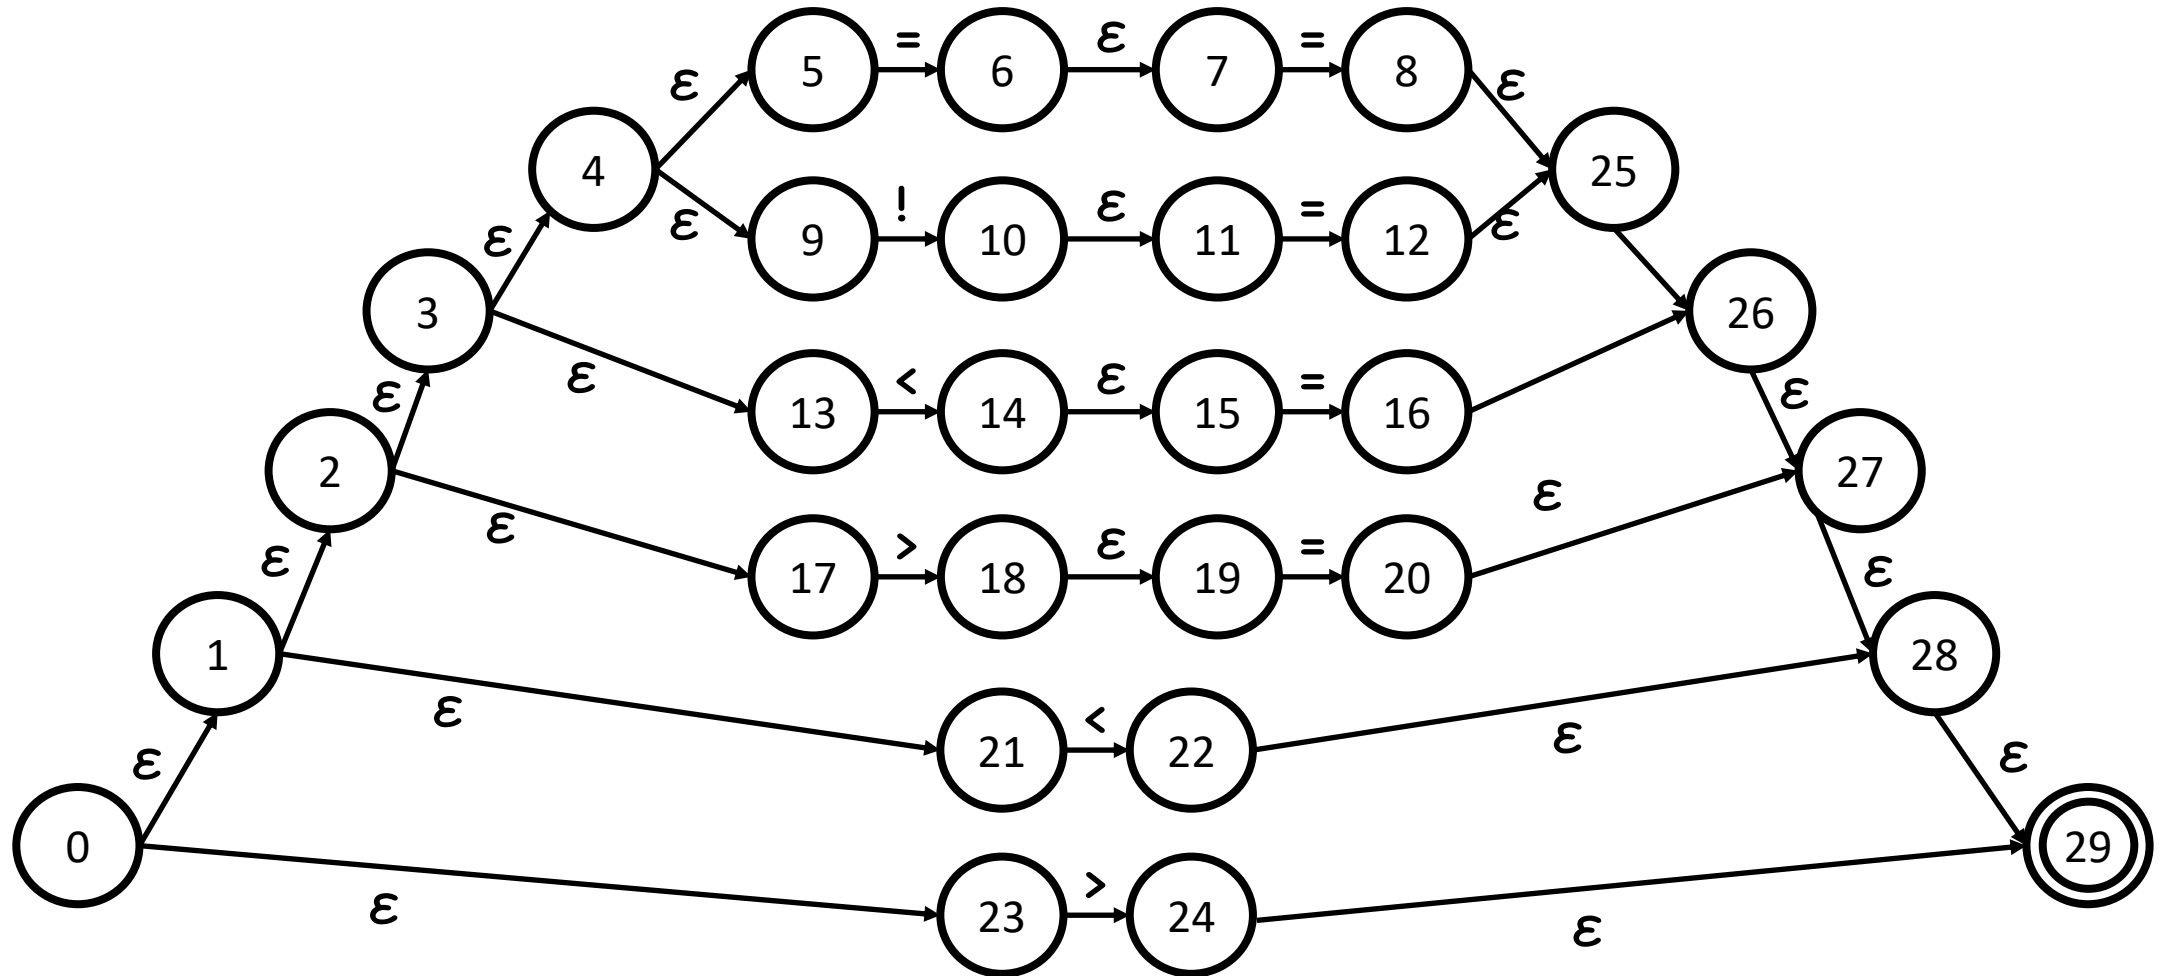 5 = 6 ε 7 = 8
ε ε
4 25
ε 9 ! 10 ε 11 = 12 ε
ε
3 26
ε 13 < 14 ε 15 = 16 ε
ε
2 27
ε 17 > 18 ε 19 = 20 ε
ε ε
1 28
ε 21 < 22 ε
ε ε
0 29
ε 23 > 24 ε